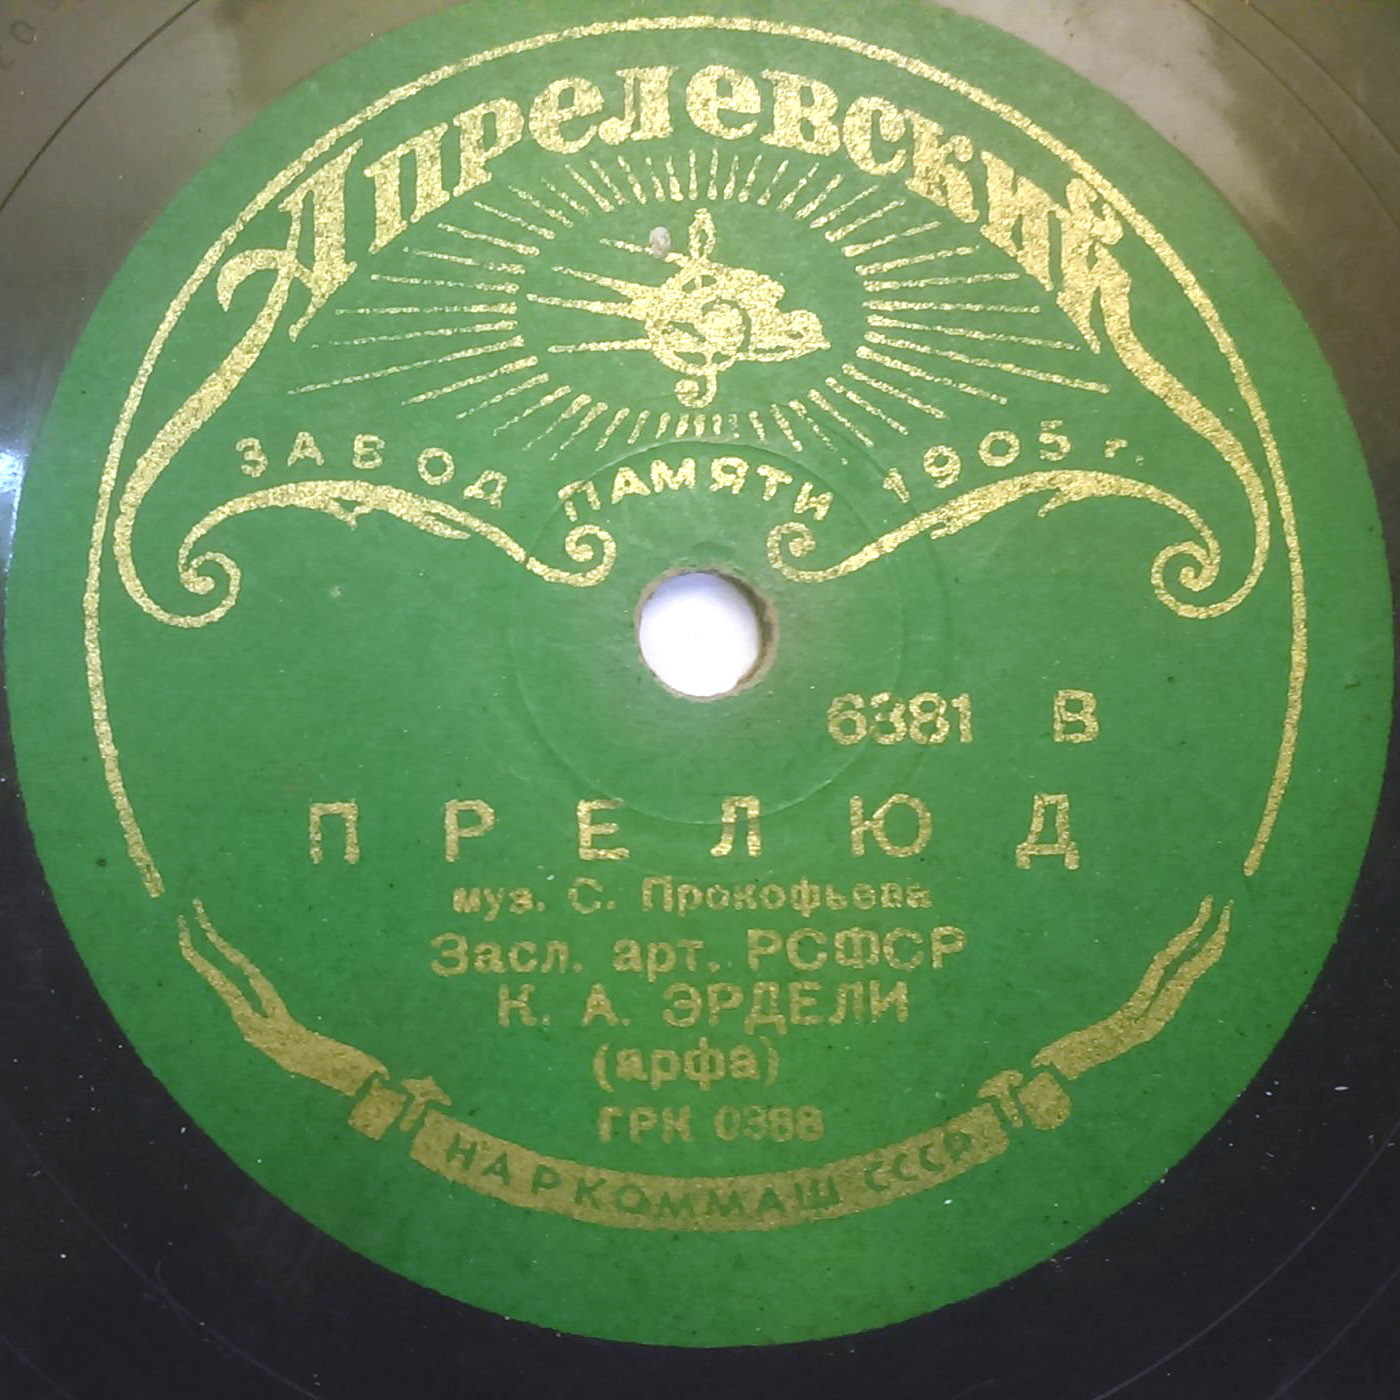 Апрелевский
ЗАВОД ПАМЯТИ 1905 г.
6381 В
ПРЕЛЮД
муз. С. Прокофьева
Засл. арт. РСФСР
К. А. ЭРДЕЛИ
(арфа)
ГРК 0388
НАРКОММАШ СССР